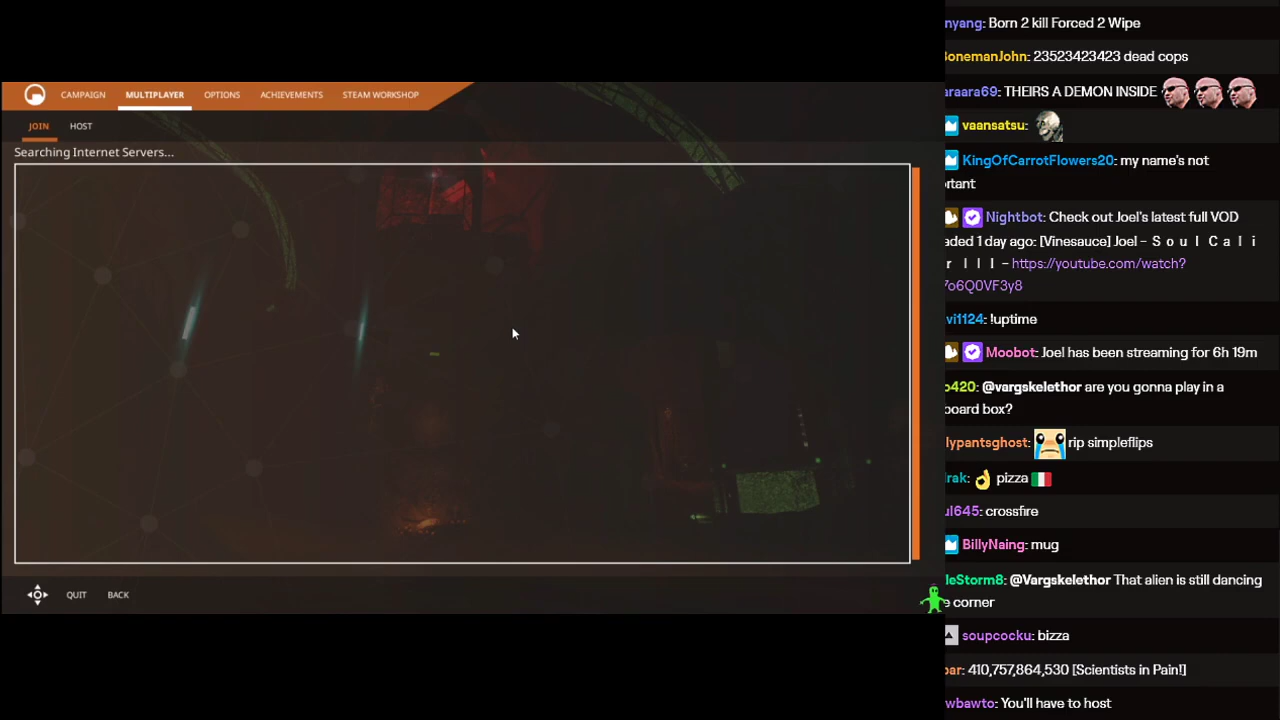 CAMPAIGN MULTIPLAYER OPTIONS ACHIEVEMENTS STEAM WORKSHOP
JOIN HOST
Searching Internet Servers...
QUIT BACK
nyang: Born 2 kill Forced 2 Wipe
BonemanJohn: 23523423423 dead cops
araara69: THEIRS A DEMON INSIDE
vaansatsu:
KingOfCarrotFlowers20: my name's not
rtant
Nightbot: Check out Joel's latest full VOD
aded 1 day ago: [Vinesauce] Joel - S o u l C a l i
r I I I - https://youtube.com/watch?
7o6Q0VF3y8
vi1124: !uptime
Moobot: Joel has been streaming for 6h 19m
o420: @vargskelethor are you gonna play in a
board box?
lypantsghost: rip simpleflips
rak: pizza
ul645: crossfire
BillyNaing: mug
leStorm8: @Vargskelethor That alien is still dancing
e corner
soupcocku: bizza
bar: 410,757,864,530 [Scientists in Pain!]
wbawto: You'll have to host